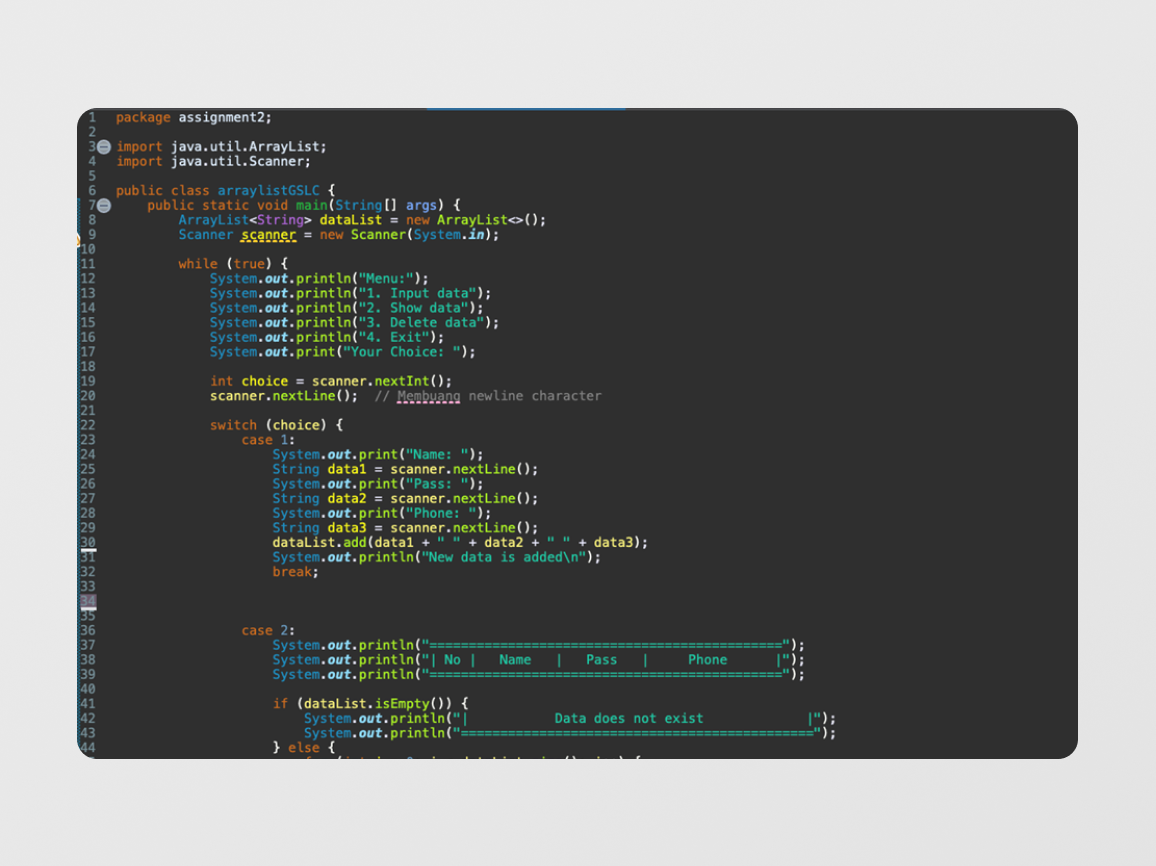 1 package assignment2;
2
3 import java.util.ArrayList;
4 import java.util.Scanner;
5
6 public class arraylistGSLC {
7 public static void main(String[] args) {
8 ArrayList<String> dataList = new ArrayList<>();
9 Scanner scanner = new Scanner(System.in);
10
11 while (true) {
12 System.out.println("Menu:");
13 System.out.println("1. Input data");
14 System.out.println("2. Show data");
15 System.out.println("3. Delete data");
16 System.out.println("4. Exit");
17 System.out.print("Your Choice: ");
18
19 int choice = scanner.nextInt();
20 scanner.nextLine(); // Membuang newline character
21
22 switch (choice) {
23 case 1:
24 System.out.print("Name: ");
25 String data1 = scanner.nextLine();
26 System.out.print("Pass: ");
27 String data2 = scanner.nextLine();
28 System.out.print("Phone: ");
29 String data3 = scanner.nextLine();
30 dataList.add(data1 + " " + data2 + " " + data3);
31 System.out.println("New data is added\n");
32 break;
33
34
35
36 case 2:
37 System.out.println("=============================================");
38 System.out.println("| No |   Name   |   Pass   |     Phone      |");
39 System.out.println("=============================================");
40
41 if (dataList.isEmpty()) {
42 System.out.println("|           Data does not exist             |");
43 System.out.println("=============================================");
44 } else {